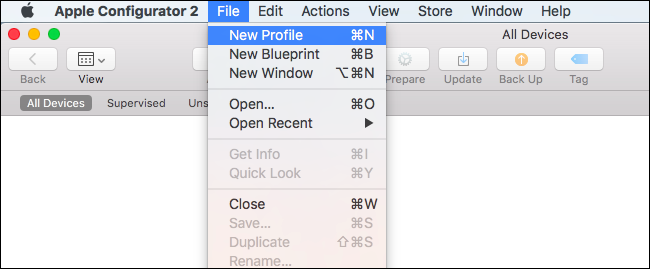 Apple Configurator 2 File Edit Actions View Store Window Help
All Devices
Back View Prepare Update Back Up Tag
All Devices Supervised Uns
New Profile ⌘N
New Blueprint ⌘B
New Window ⌥⌘N
Open... ⌘O
Open Recent ▶
Get Info ⌘I
Quick Look ⌘Y
Close ⌘W
Save... ⌘S
Duplicate ⇧⌘S
Rename...